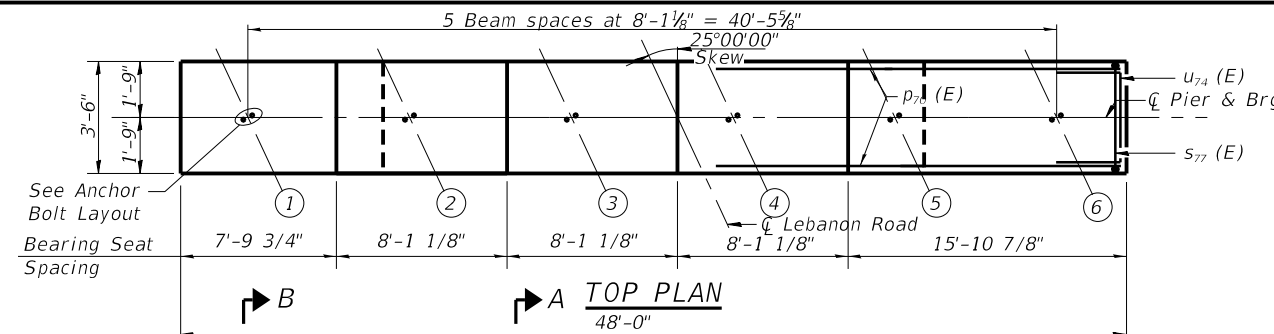 5 Beam spaces at 8'-1⅛" = 40'-5⅝"
25°00'00"
Skew
3'-6"
1'-9"
1'-9"
p76 (E)
u74 (E)
℄ Pier & Brg
s77 (E)
See Anchor
Bolt Layout
1
2
3
4
5
6
℄ Lebanon Road
Bearing Seat
Spacing
7'-9 3/4"
8'-1 1/8"
8'-1 1/8"
8'-1 1/8"
15'-10 7/8"
B
A
TOP PLAN
48'-0"